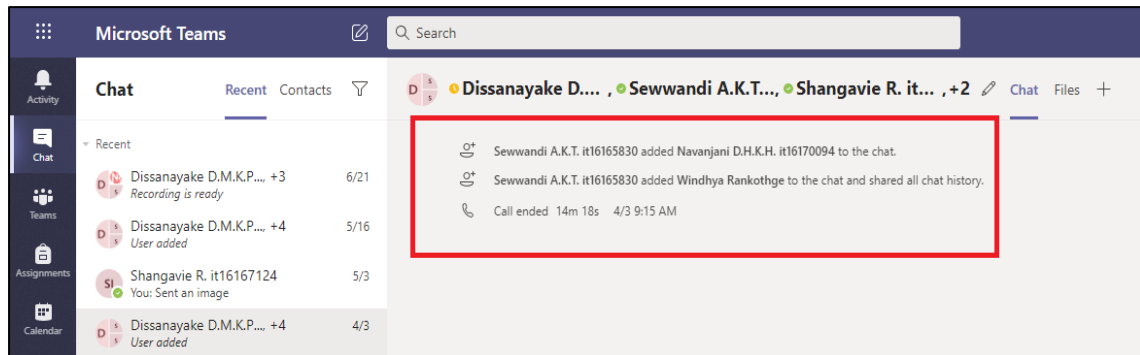 Microsoft Teams
Search
Activity
Chat
Teams
Assignments
Calendar
Chat Recent Contacts
Recent
Dissanayake D.M.K.P..., +3 6/21
Recording is ready
Dissanayake D.M.K.P..., +4 5/16
User added
SI Shangavie R. it16167124 5/3
You: Sent an image
Dissanayake D.M.K.P..., +4 4/3
User added
D s s Dissanayake D.... , Sewwandi A.K.T..., Shangavie R. it... , +2 Chat Files
Sewwandi A.K.T. it16165830 added Navanjani D.H.K.H. it16170094 to the chat.
Sewwandi A.K.T. it16165830 added Windhya Rankothge to the chat and shared all chat history.
Call ended 14m 18s 4/3 9:15 AM